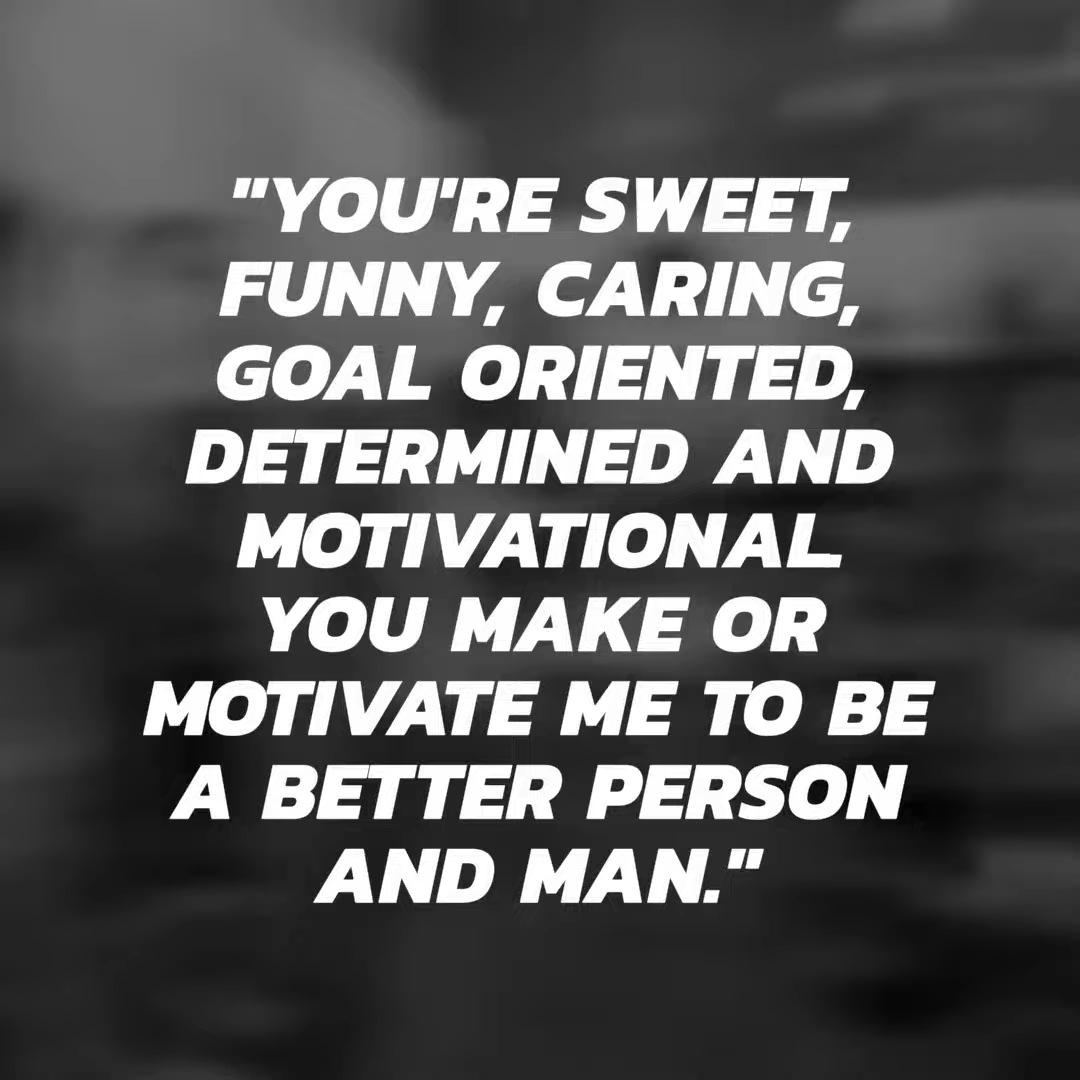 "YOU'RE SWEET,
FUNNY, CARING,
GOAL ORIENTED,
DETERMINED AND
MOTIVATIONAL.
YOU MAKE OR
MOTIVATE ME TO BE
A BETTER PERSON
AND MAN."